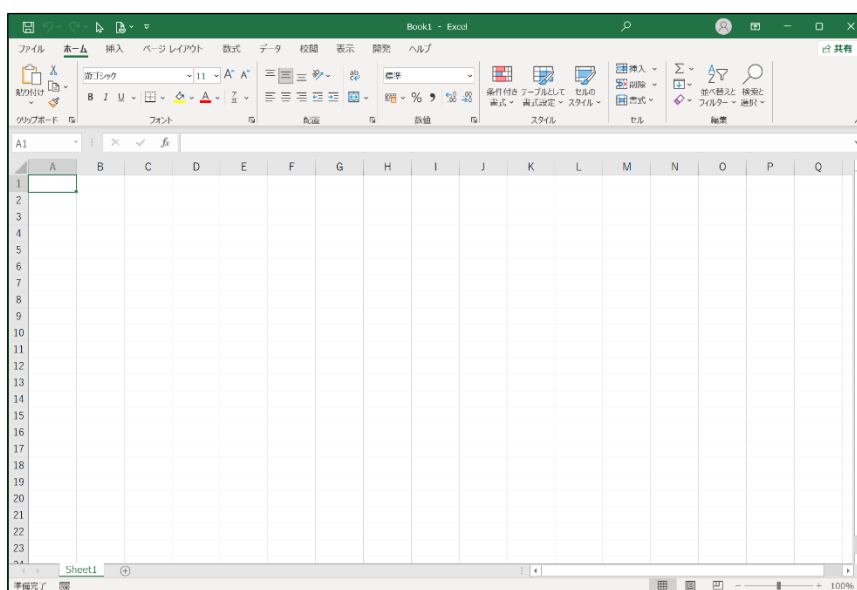 Book1 - Excel
ファイル ホーム 挿入 ページ レイアウト 数式 データ 校閲 表示 開発 ヘルプ 共有
貼り付け
游ゴシック 11 A^ A˅
B I U A
標準
% 9
条件付き書式 テーブルとして書式設定 セルのスタイル
挿入
削除
書式
Σ
並べ替えとフィルター 検索と選択
クリップボード フォント 配置 数値 スタイル セル 編集
A1 fx
A B C D E F G H I J K L M N O P Q
1
2
3
4
5
6
7
8
9
10
11
12
13
14
15
16
17
18
19
20
21
22
23
Sheet1
準備完了 100%